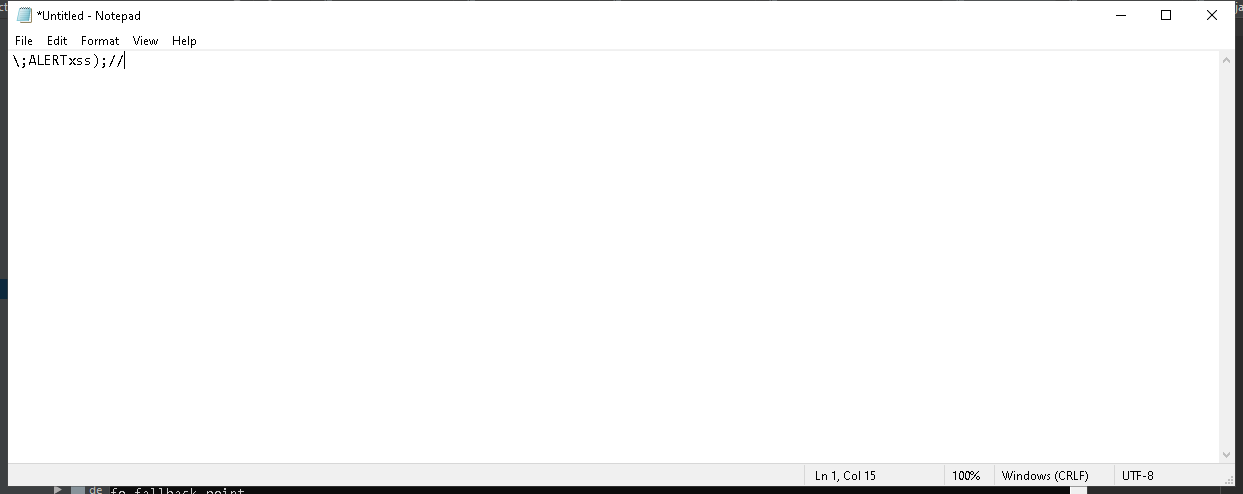 *Untitled - Notepad
File Edit Format View Help
\;ALERTxss);//
Ln 1, Col 15 100% Windows (CRLF) UTF-8
de fo fallback point